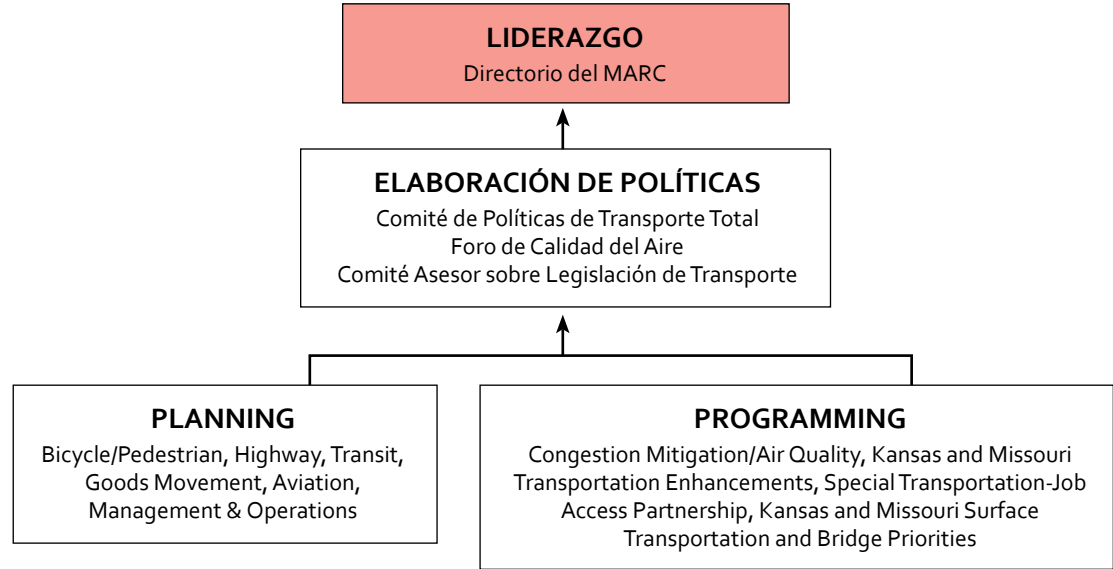 LIDERAZGO
Directorio del MARC
ELABORACIÓN DE POLÍTICAS
Comité de Políticas de Transporte Total
Foro de Calidad del Aire
Comité Asesor sobre Legislación de Transporte
PLANNING
Bicycle/Pedestrian, Highway, Transit,
Goods Movement, Aviation,
Management & Operations
PROGRAMMING
Congestion Mitigation/Air Quality, Kansas and Missouri
Transportation Enhancements, Special Transportation-Job
Access Partnership, Kansas and Missouri Surface
Transportation and Bridge Priorities